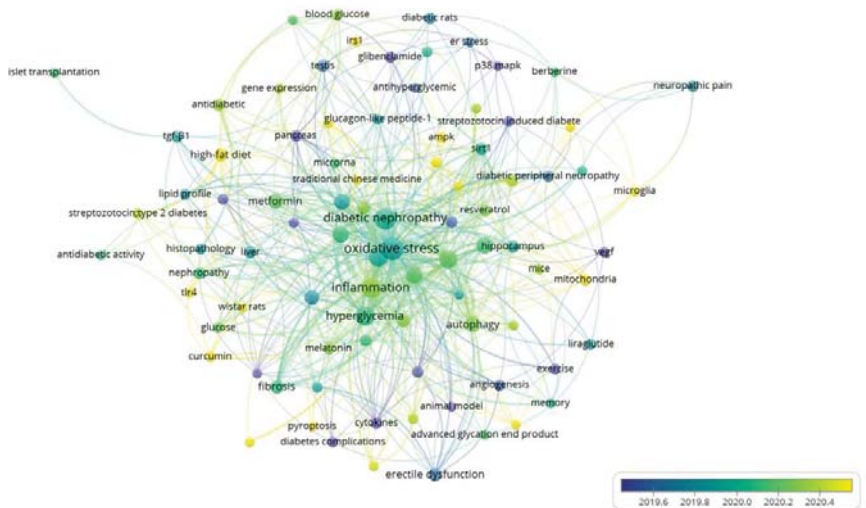 blood glucose
diabetic rats
irs1
er stress
glibenclamide
islet transplantation
testis
p38 mapk
berberine
gene expression
antihyperglycemic
neuropathic pain
antidiabetic
glucagon-like peptide-1
streptozotocin induced diabete
tgf-β1
pancreas
ampk
high-fat diet
microrna
sirt1
traditional chinese medicine
diabetic peripheral neuropathy
lipid profile
microglia
metformin
streptozotocin
type 2 diabetes
diabetic nephropathy
resveratrol
histopathology
liver
oxidative stress
hippocampus
vegf
antidiabetic activity
nephropathy
mice
mitochondria
tlr4
inflammation
wistar rats
hyperglycemia
glucose
autophagy
curcumin
melatonin
liraglutide
fibrosis
exercise
angiogenesis
animal model
memory
pyroptosis
cytokines
diabetes complications
advanced glycation end product
erectile dysfunction
2019.6 2019.8 2020.0 2020.2 2020.4